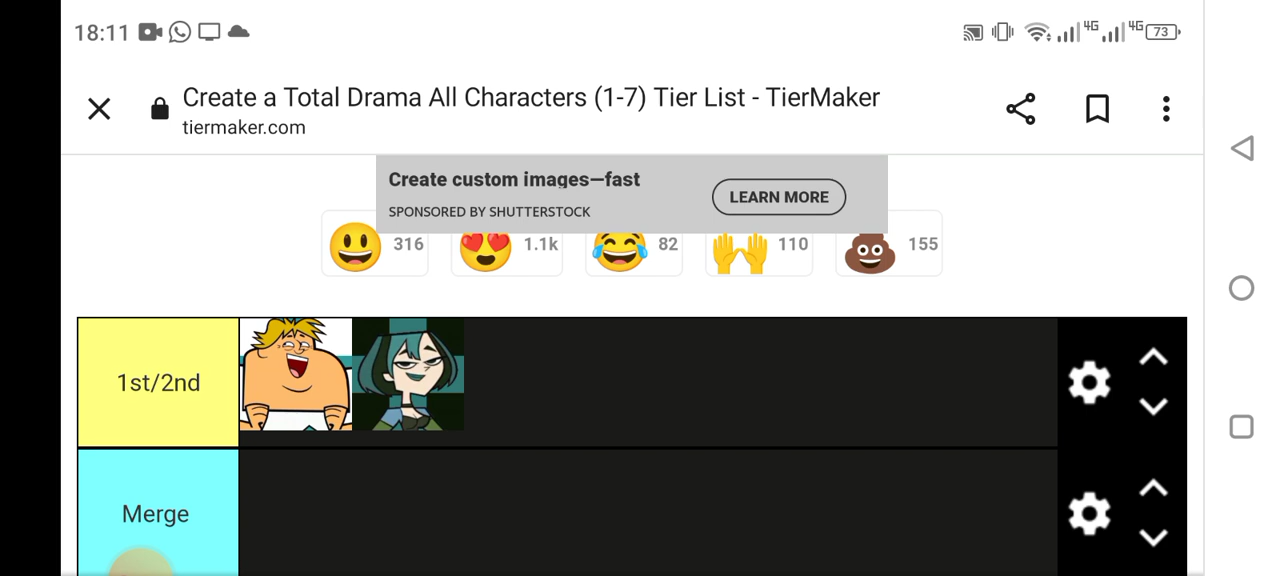 18:11 4G 4G 73
Create a Total Drama All Characters (1-7) Tier List - TierMaker
tiermaker.com
Create custom images—fast
SPONSORED BY SHUTTERSTOCK
LEARN MORE
316 1.1k 82 110 155
1st/2nd
Merge